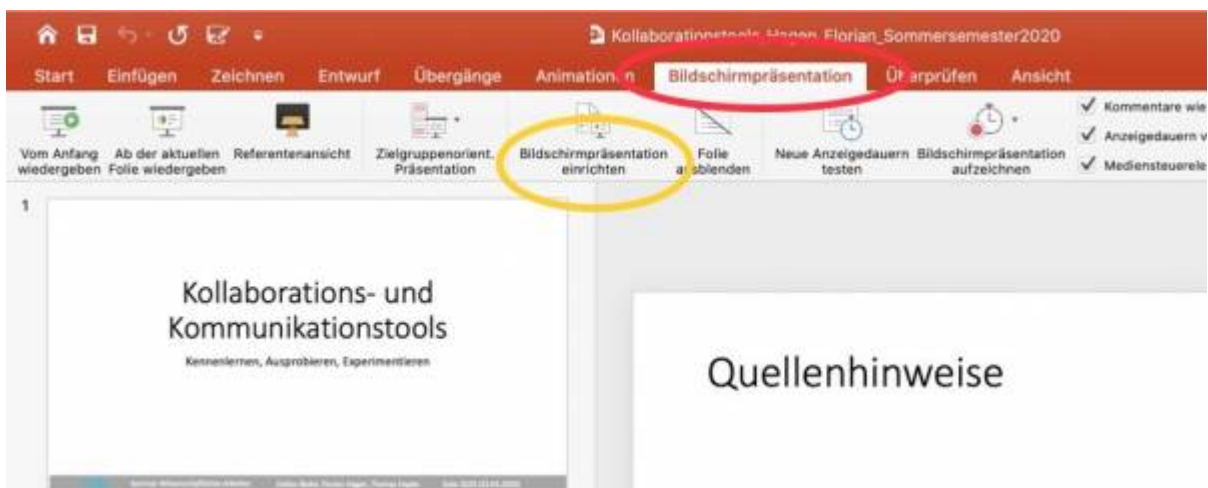 Kollaborationstools_Hagen_Florian_Sommersemester2020
Start Einfügen Zeichnen Entwurf Übergänge Animationen Bildschirmpräsentation Überprüfen Ansicht
Vom Anfang wiedergeben
Ab der aktuellen Folie wiedergeben
Referentenansicht
Zielgruppenorient. Präsentation
Bildschirmpräsentation einrichten
Folie ausblenden
Neue Anzeigedauern testen
Bildschirmpräsentation aufzeichnen
Kommentare wie
Anzeigedauern v
Mediensteuerele
1
Kollaborations- und
Kommunikationstools
Kennenlernen, Ausprobieren, Experimentieren
Quellenhinweise